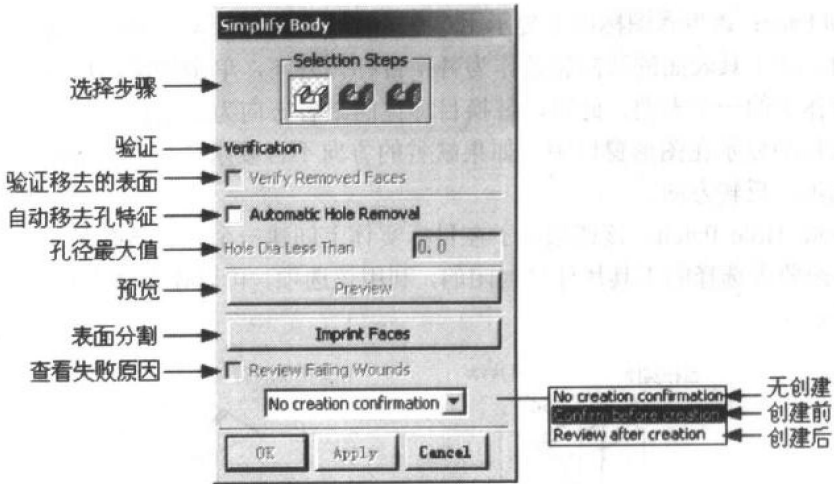 Simplify Body
选择步骤
Selection Steps
验证
Verification
验证移去的表面
Verify Removed Faces
自动移去孔特征
Automatic Hole Removal
孔径最大值
Hole Dia Less Than
0.0
预览
Preview
表面分割
Imprint Faces
查看失败原因
Review Failing Wounds
No creation confirmation
No creation confirmation
无创建
Confirm before creation
创建前
Review after creation
创建后
OK
Apply
Cancel